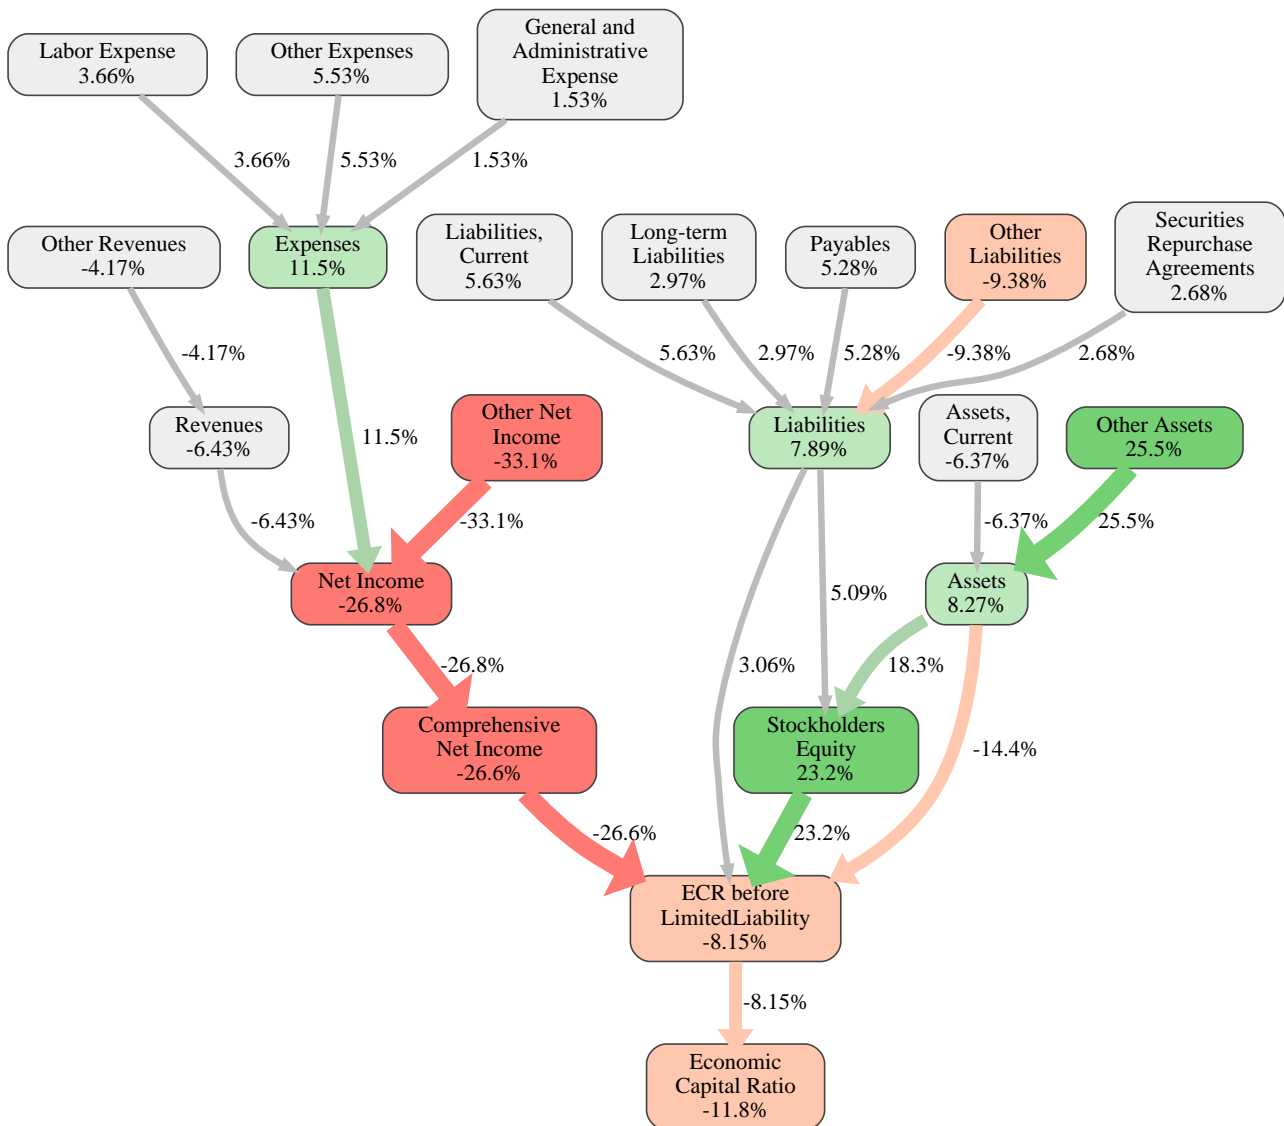 Labor Expense
3.66%
Other Expenses
5.53%
General and
Administrative
Expense
1.53%
3.66%
5.53%
1.53%
Other Revenues
-4.17%
Expenses
11.5%
Liabilities,
Current
5.63%
Long-term
Liabilities
2.97%
Payables
5.28%
Other
Liabilities
-9.38%
Securities
Repurchase
Agreements
2.68%
-4.17%
5.63%
2.97%
5.28%
-9.38%
2.68%
Revenues
-6.43%
11.5%
Other Net
Income
-33.1%
Liabilities
7.89%
Assets,
Current
-6.37%
Other Assets
25.5%
-6.43%
-33.1%
-6.37%
25.5%
Net Income
-26.8%
5.09%
Assets
8.27%
-26.8%
3.06%
18.3%
Comprehensive
Net Income
-26.6%
Stockholders
Equity
23.2%
-14.4%
-26.6%
23.2%
ECR before
LimitedLiability
-8.15%
-8.15%
Economic
Capital Ratio
-11.8%